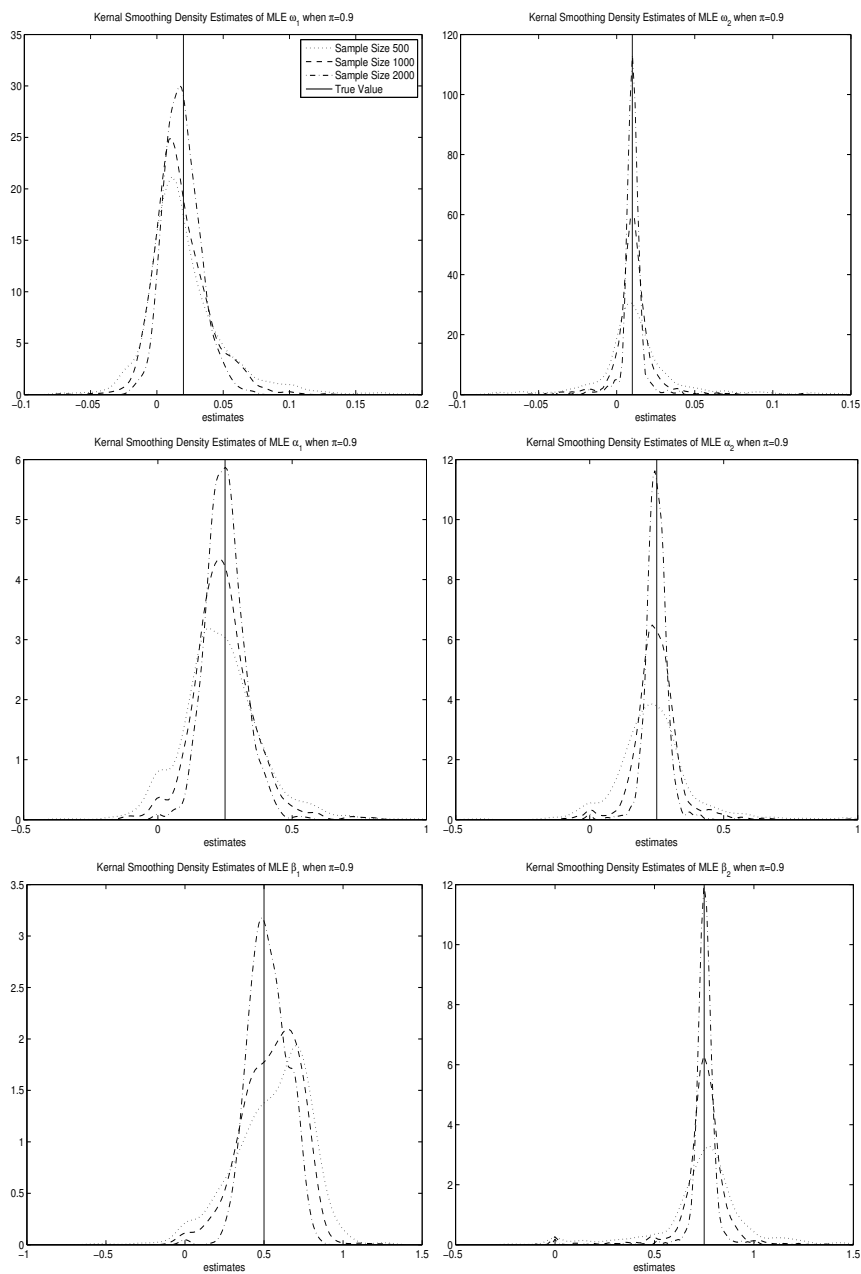 Kernal Smoothing Density Estimates of MLE ω₁ when π=0.9
35
30
25
20
15
10
5
0
−0.1 −0.05 0 0.05 0.1 0.15 0.2
estimates
Sample Size 500
Sample Size 1000
Sample Size 2000
True Value
Kernal Smoothing Density Estimates of MLE ω₂ when π=0.9
120
100
80
60
40
20
0
−0.1 −0.05 0 0.05 0.1 0.15
estimates
Kernal Smoothing Density Estimates of MLE α₁ when π=0.9
6
5
4
3
2
1
0
−0.5 0 0.5 1
estimates
Kernal Smoothing Density Estimates of MLE α₂ when π=0.9
12
10
8
6
4
2
0
−0.5 0 0.5 1
estimates
Kernal Smoothing Density Estimates of MLE β₁ when π=0.9
3.5
3
2.5
2
1.5
1
0.5
0
−1 −0.5 0 0.5 1 1.5
estimates
Kernal Smoothing Density Estimates of MLE β₂ when π=0.9
12
10
8
6
4
2
0
−0.5 0 0.5 1 1.5
estimates